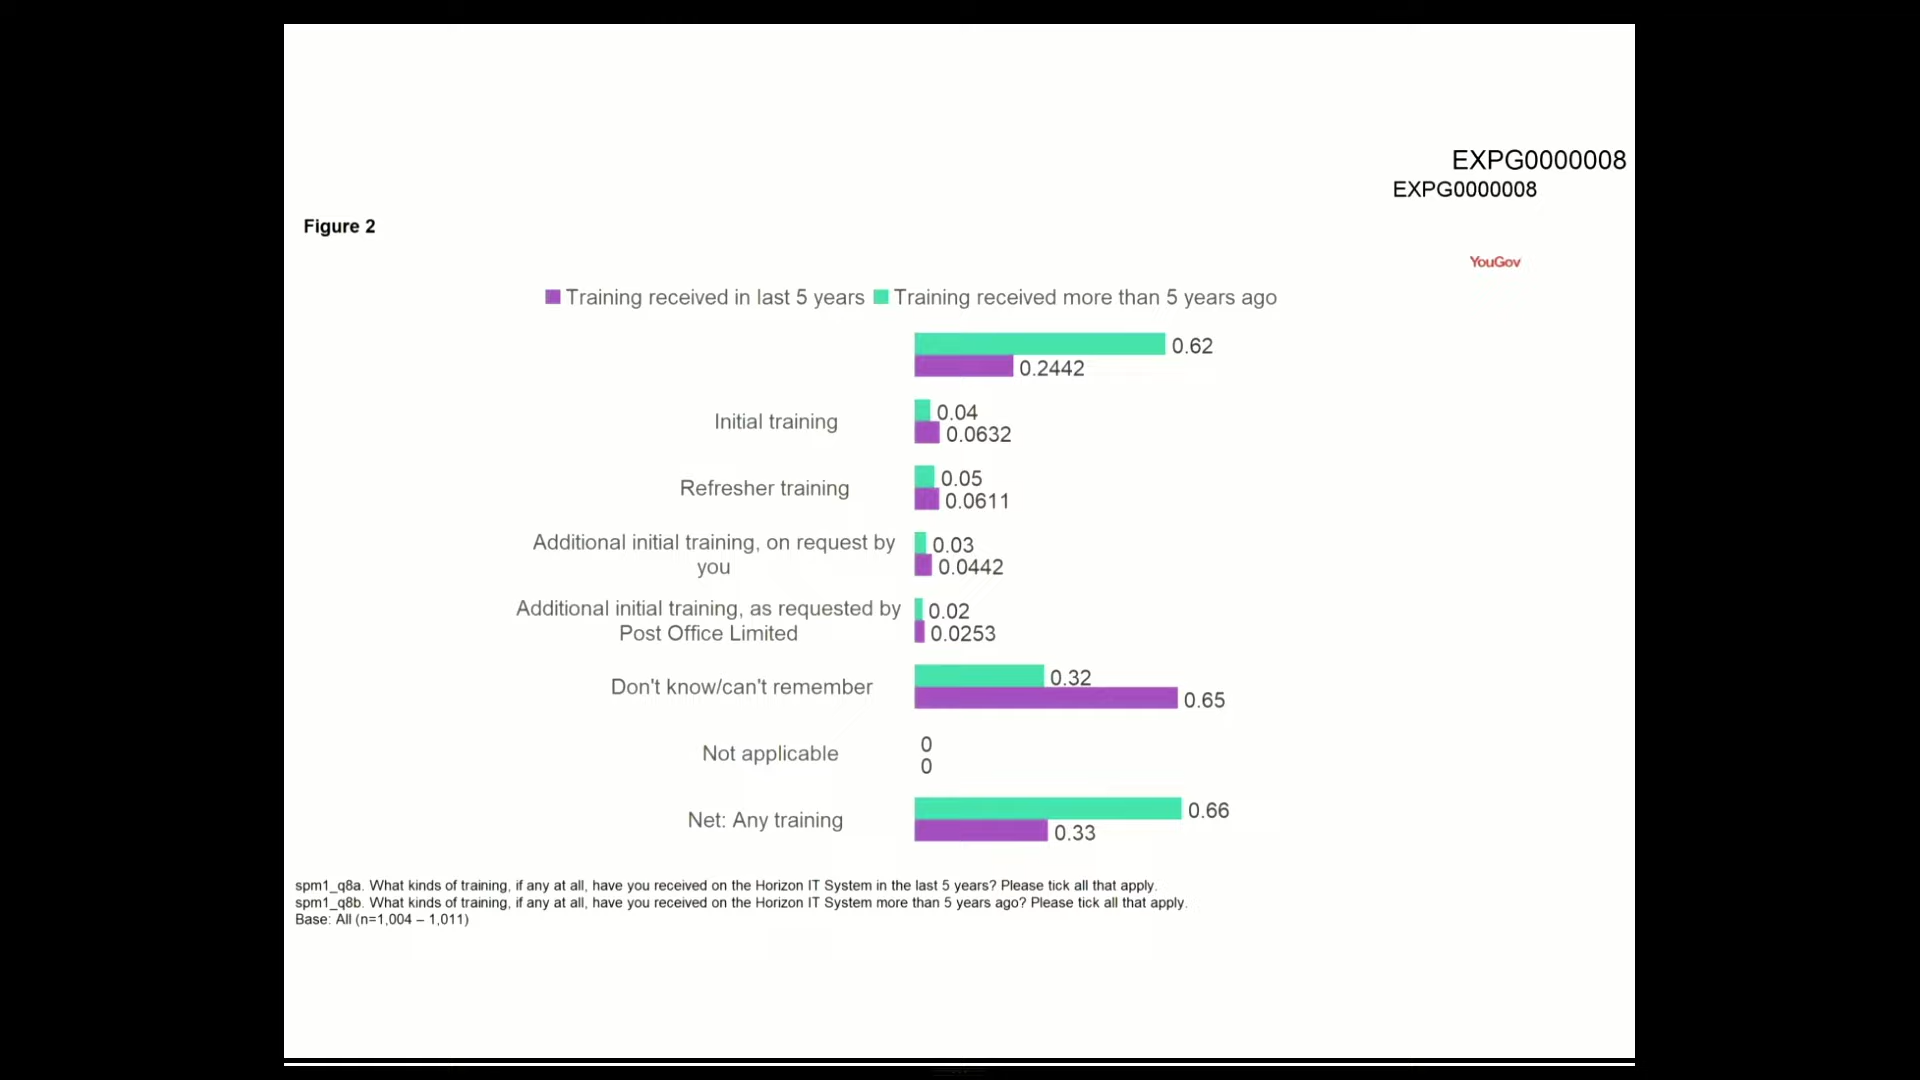 EXPG0000008
EXPG0000008
Figure 2
YouGov
Training received in last 5 years Training received more than 5 years ago
0.62
0.2442
Initial training
0.04
0.0632
Refresher training
0.05
0.0611
Additional initial training, on request by
you
0.03
0.0442
Additional initial training, as requested by
Post Office Limited
0.02
0.0253
Don't know/can't remember
0.32
0.65
Not applicable
0
0
Net: Any training
0.66
0.33
spm1_q8a. What kinds of training, if any at all, have you received on the Horizon IT System in the last 5 years? Please tick all that apply.
spm1_q8b. What kinds of training, if any at all, have you received on the Horizon IT System more than 5 years ago? Please tick all that apply.
Base: All (n=1,004 – 1,011)